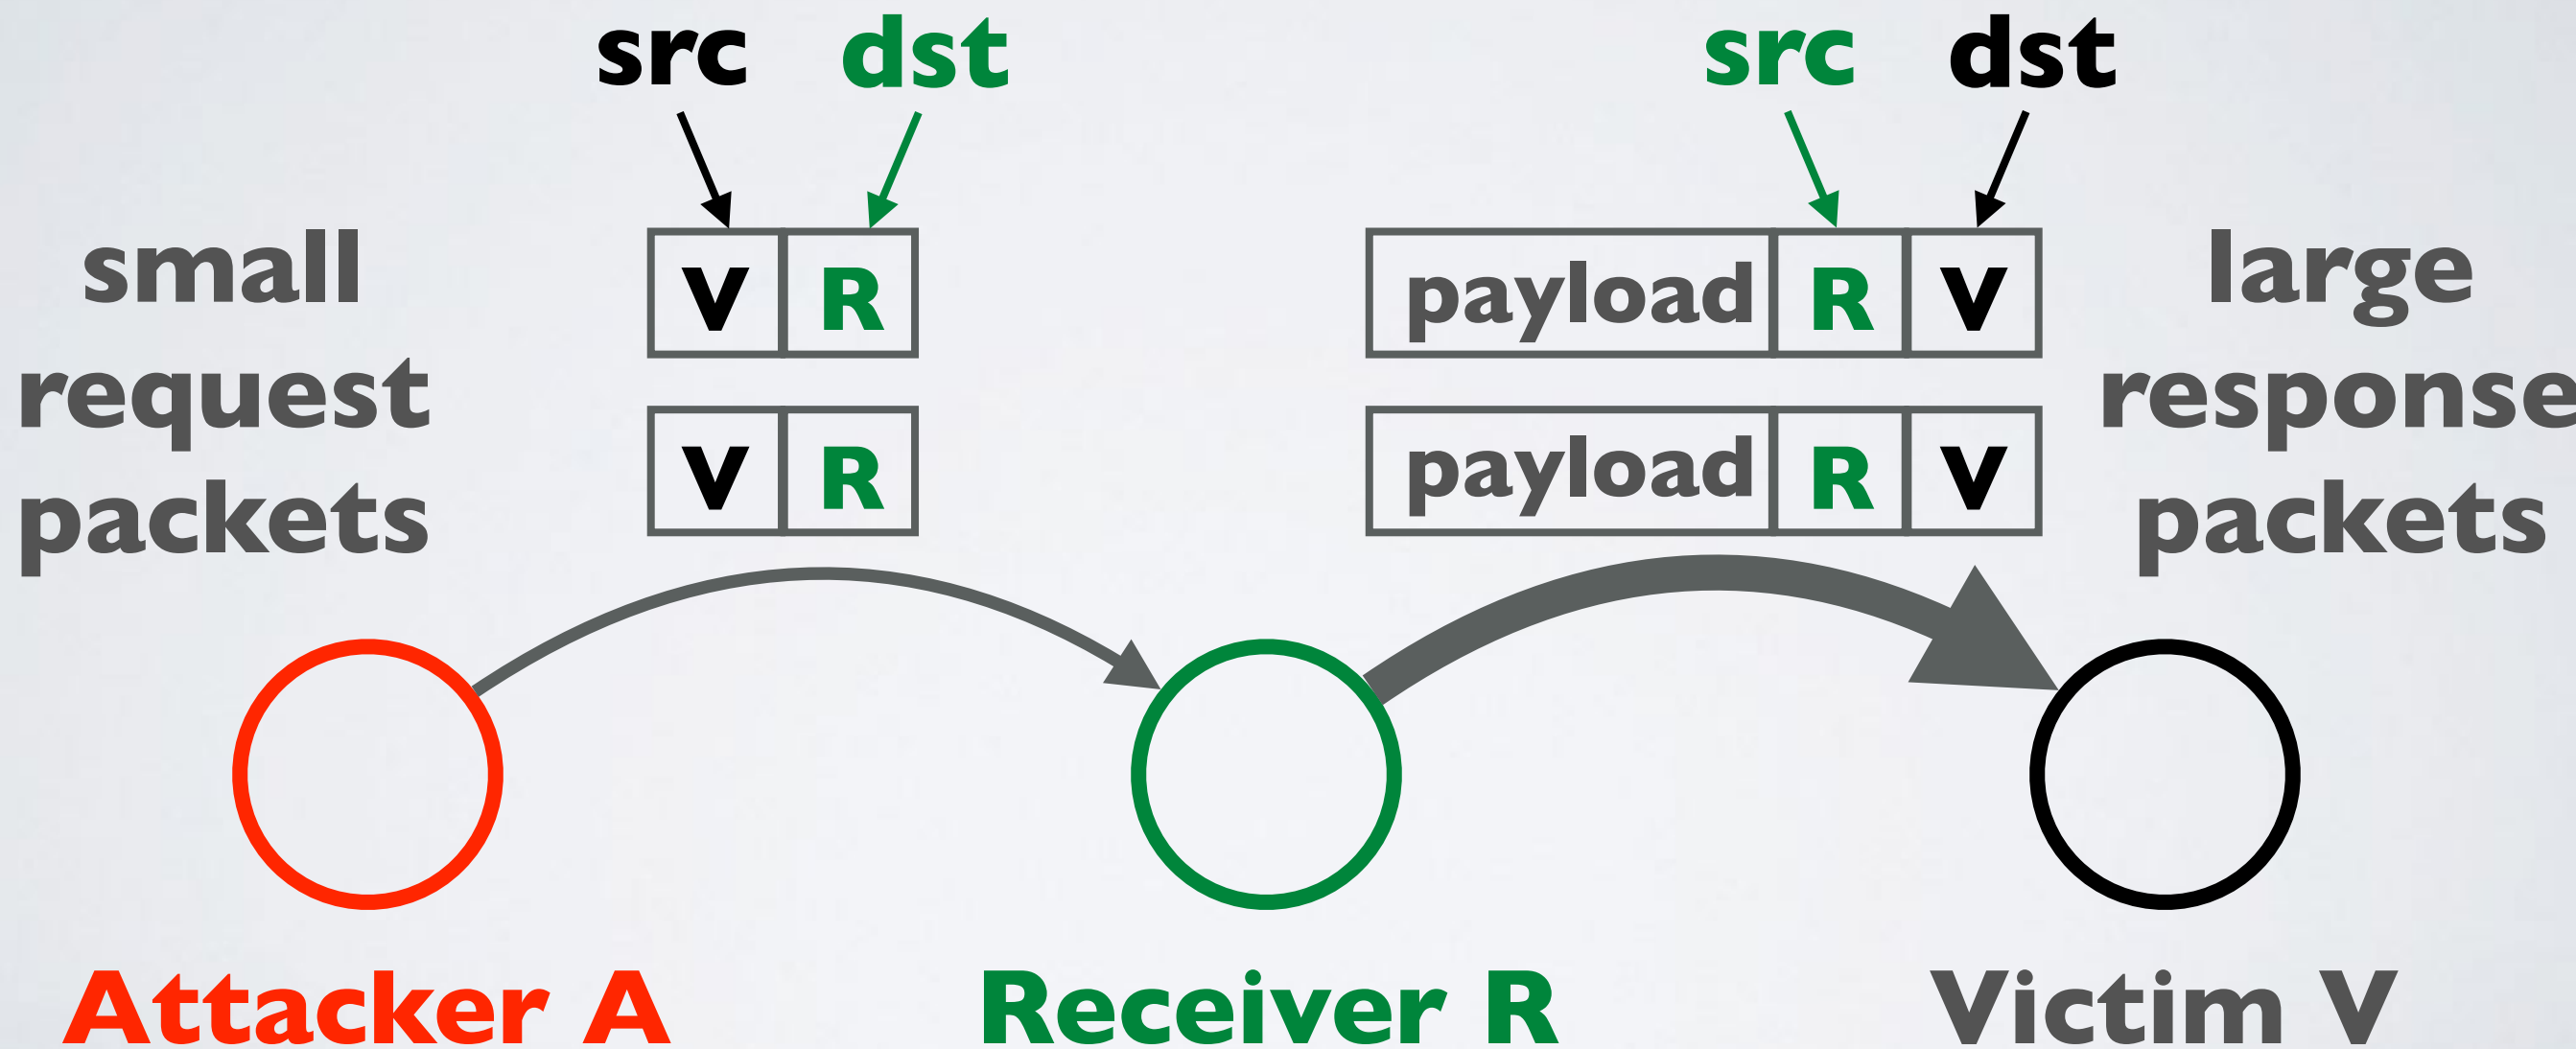 src dst
src dst
small
request
packets
V R
V R
payload R V
payload R V
large
response
packets
Attacker A
Receiver R
Victim V